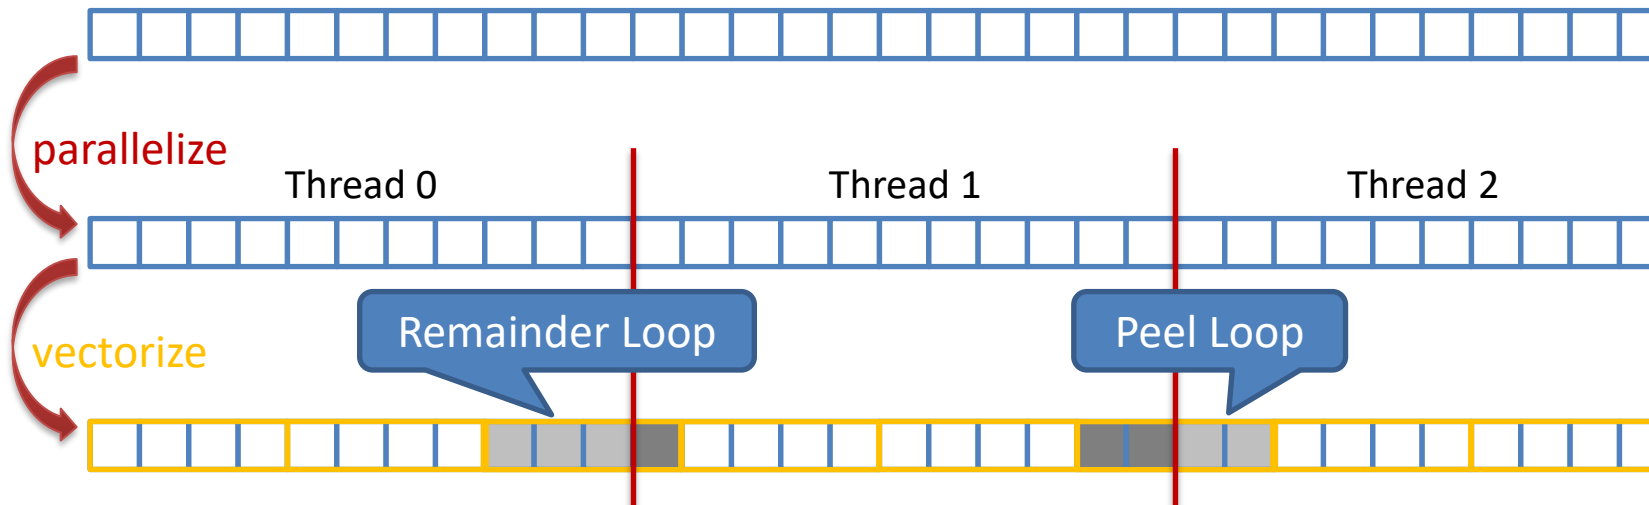 parallelize
Thread 0
Thread 1
Thread 2
Remainder Loop
Peel Loop
vectorize